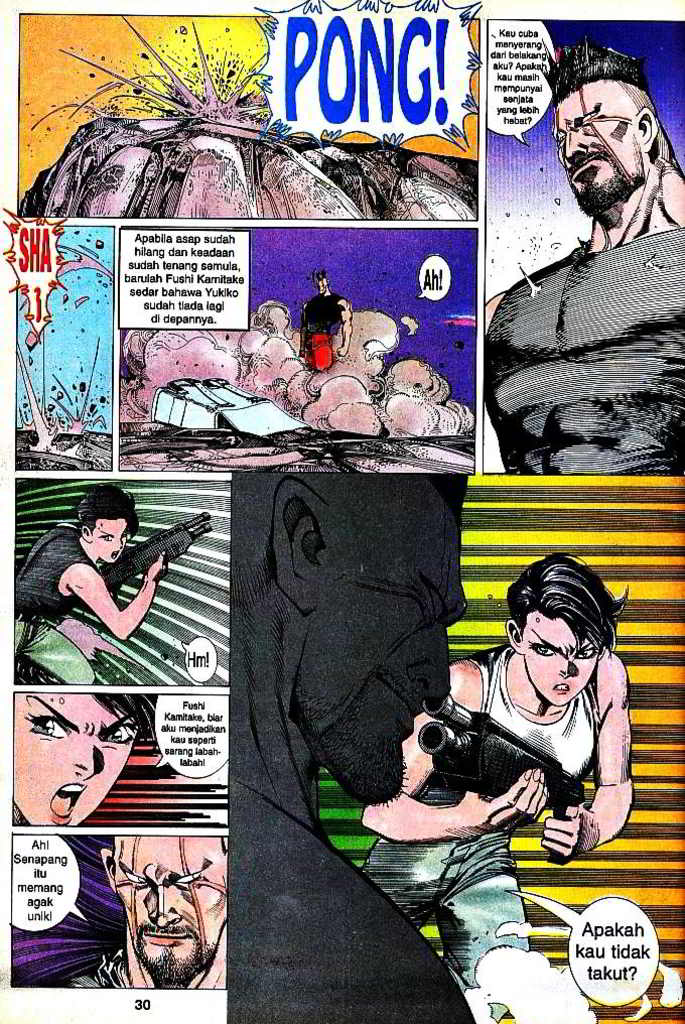 PONG!
Kau cuba
menyerang
dari belakang
aku? Apakah
kau masih
mempunyai
senjata
yang lebih
hebat?
SHA
Apabila asap sudah
hilang dan keadaan
sudah tenang semula,
barulah Fushi Kamitake
sedar bahawa Yukiko
sudah tiada lagi
di depannya.
Ah!
Hm!
Fushi
Kamitake, biar
aku menjadikan
kau seperti
sarang labah-
labah!
Ah!
Senapang
itu
memang
agak
unik!
Apakah
kau tidak
takut?
30